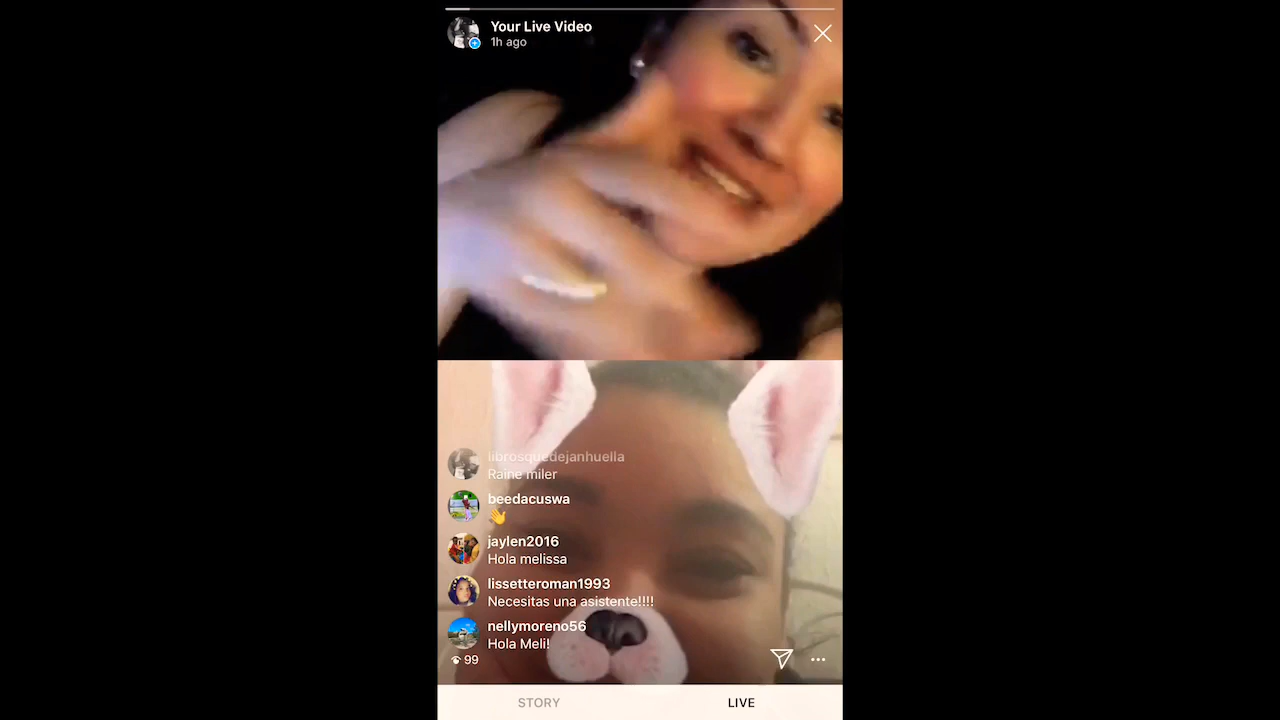 Your Live Video
1h ago
librosquedejanhuella
Raine miler
beedacuswa
jaylen2016
Hola melissa
lissetteroman1993
Necesitas una asistente!!!!
nellymoreno56
Hola Meli!
99
STORY
LIVE